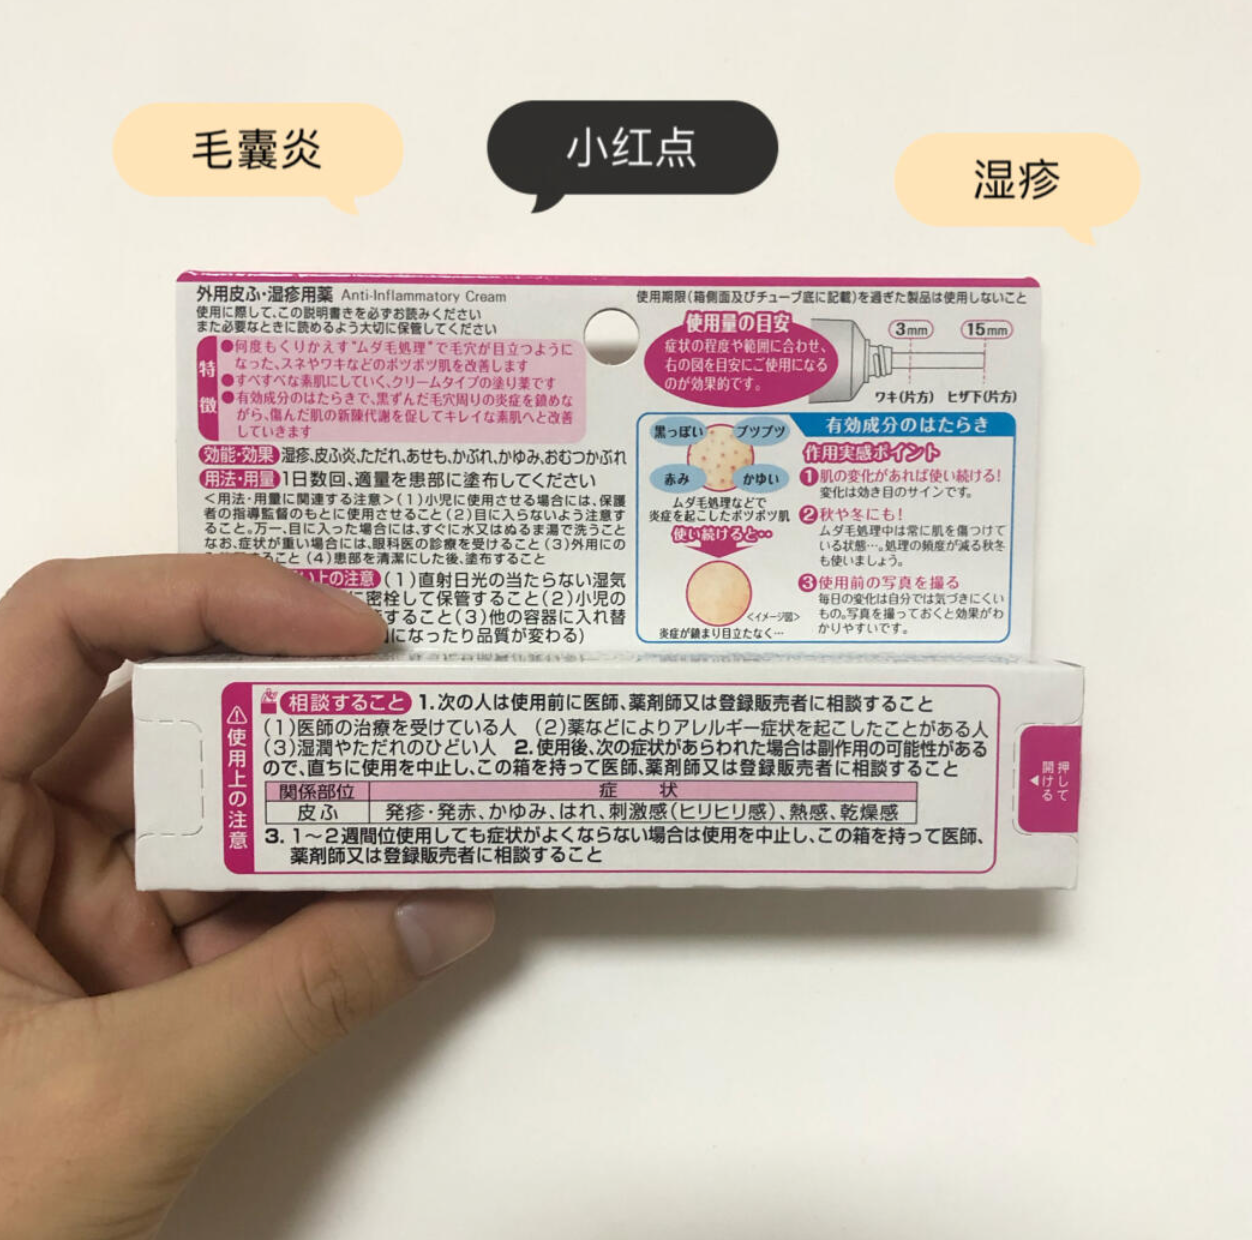 毛囊炎
小红点
湿疹
外用皮ふ・湿疹用薬 Anti-Inflammatory Cream
使用に際して、この説明書きを必ずお読みください
また必要なときに読めるよう大切に保管してください
特徴
●何度もくりかえす"ムダ毛処理"で毛穴が目立つように
なった、スネやワキなどのポツポツ肌を改善します
●すべすべな素肌にしていく、クリームタイプの塗り薬です
●有効成分のはたらきで、黒ずんだ毛穴周りの炎症を鎮めな
がら、傷んだ肌の新陳代謝を促してキレイな素肌へと改善
していきます
効能・効果 湿疹、皮ふ炎、ただれ、あせも、かぶれ、かゆみ、おむつかぶれ
用法・用量 1日数回、適量を患部に塗布してください
<用法・用量に関連する注意>(1)小児に使用させる場合には、保護
者の指導監督のもとに使用させること(2)目に入らないよう注意す
ること。万一、目に入った場合には、すぐに水又はぬるま湯で洗うこと
なお、症状が重い場合には、眼科医の診療を受けること(3)外用にの
こと(4)患部を清潔にした後、塗布すること
い上の注意 (1)直射日光の当たらない湿気
に密栓して保管すること(2)小児の
すること(3)他の容器に入れ替
になったり品質が変わる)
使用期限(箱側面及びチューブ底に記載)を過ぎた製品は使用しないこと
使用量の目安
症状の程度や範囲に合わせ、
右の図を目安にご使用になる
のが効果的です。
3mm 15mm
ワキ(片方) ヒザ下(片方)
有効成分のはたらき
黒っぽい ブツブツ
赤み かゆい
ムダ毛処理などで
炎症を起こしたポツポツ肌
使い続けると・・
<イメージ図>
炎症が鎮まり目立たなく…
作用実感ポイント
①肌の変化があれば使い続ける!
変化は効き目のサインです。
②秋や冬にも!
ムダ毛処理中は常に肌を傷つけて
いる状態…。処理の頻度が減る秋冬
も使いましょう。
③使用前の写真を撮る
毎日の変化は自分では気づきにくい
もの。写真を撮っておくと効果がわ
かりやすいです。
⚠使用上の注意
相談すること 1.次の人は使用前に医師、薬剤師又は登録販売者に相談すること
(1)医師の治療を受けている人 (2)薬などによりアレルギー症状を起こしたことがある人
(3)湿潤やただれのひどい人 2.使用後、次の症状があらわれた場合は副作用の可能性がある
ので、直ちに使用を中止し、この箱を持って医師、薬剤師又は登録販売者に相談すること
関係部位 症状
皮ふ 発疹・発赤、かゆみ、はれ、刺激感(ヒリヒリ感)、熱感、乾燥感
3.1~2週間位使用しても症状がよくならない場合は使用を中止し、この箱を持って医師、
薬剤師又は登録販売者に相談すること
押して
開ける